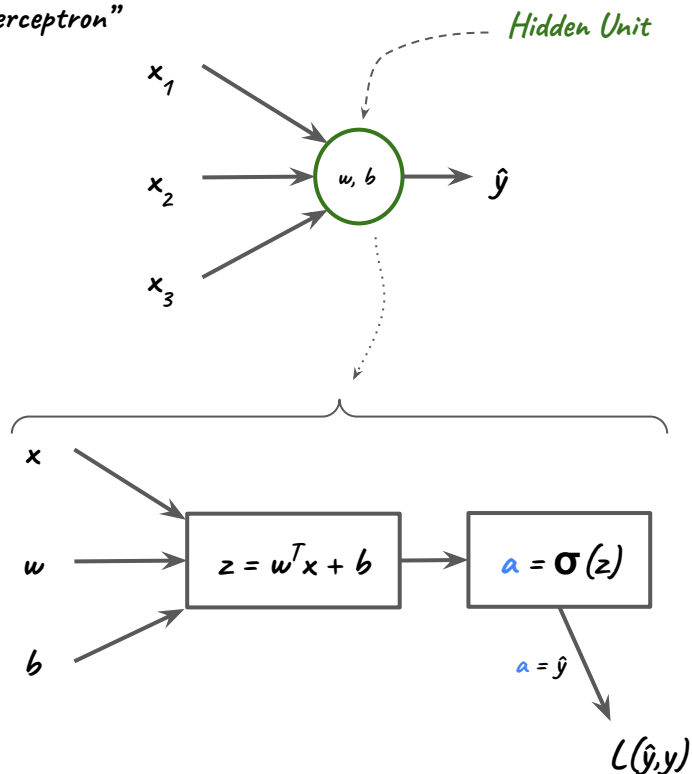 erceptron”
Hidden Unit
x₁
x₂
w, b
ŷ
x₃
x
w
z = wᵀx + b
a = σ(z)
b
a = ŷ
L(ŷ,y)